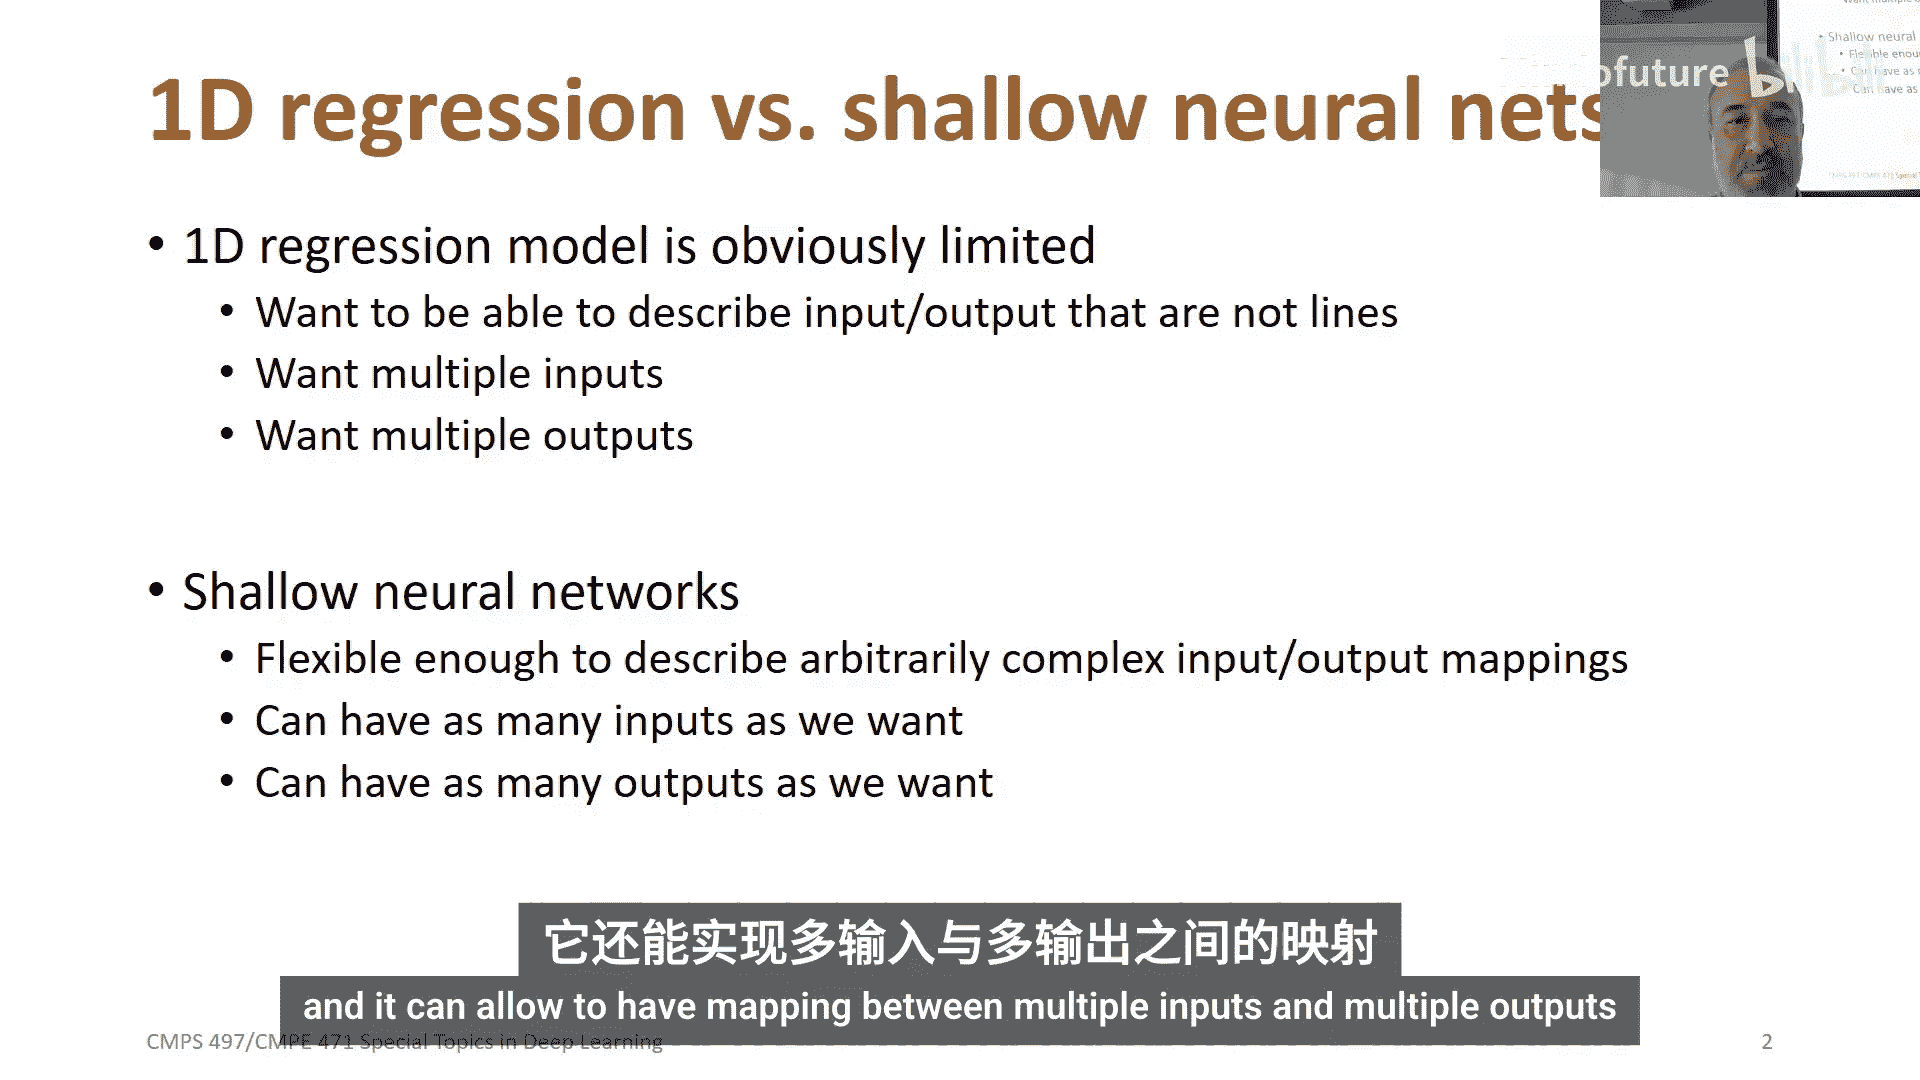 1D regression vs. shallow neural nets
• 1D regression model is obviously limited
• Want to be able to describe input/output that are not lines
• Want multiple inputs
• Want multiple outputs
• Shallow neural networks
• Flexible enough to describe arbitrarily complex input/output mappings
• Can have as many inputs as we want
• Can have as many outputs as we want
它还能实现多输入与多输出之间的映射
and it can allow to have mapping between multiple inputs and multiple outputs
CMPS 497/CMPE 471 Special Topics in Deep Learning
2
ofuture bilibili
• Shallow neural